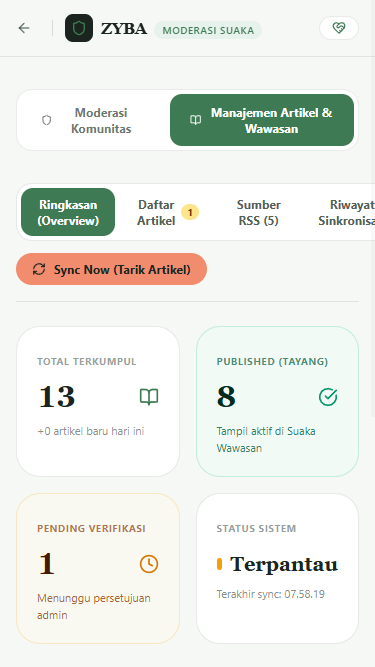 ZYBA MODERASI SUAKA
Moderasi
Komunitas
Manajemen Artikel &
Wawasan
Ringkasan
(Overview)
Daftar
Artikel 1
Sumber
RSS (5)
Riwayat
Sinkronisa
Sync Now (Tarik Artikel)
TOTAL TERKUMPUL
13
+0 artikel baru hari ini
PUBLISHED (TAYANG)
8
Tampil aktif di Suaka
Wawasan
PENDING VERIFIKASI
1
Menunggu persetujuan
admin
STATUS SISTEM
Terpantau
Terakhir sync: 07.58.19